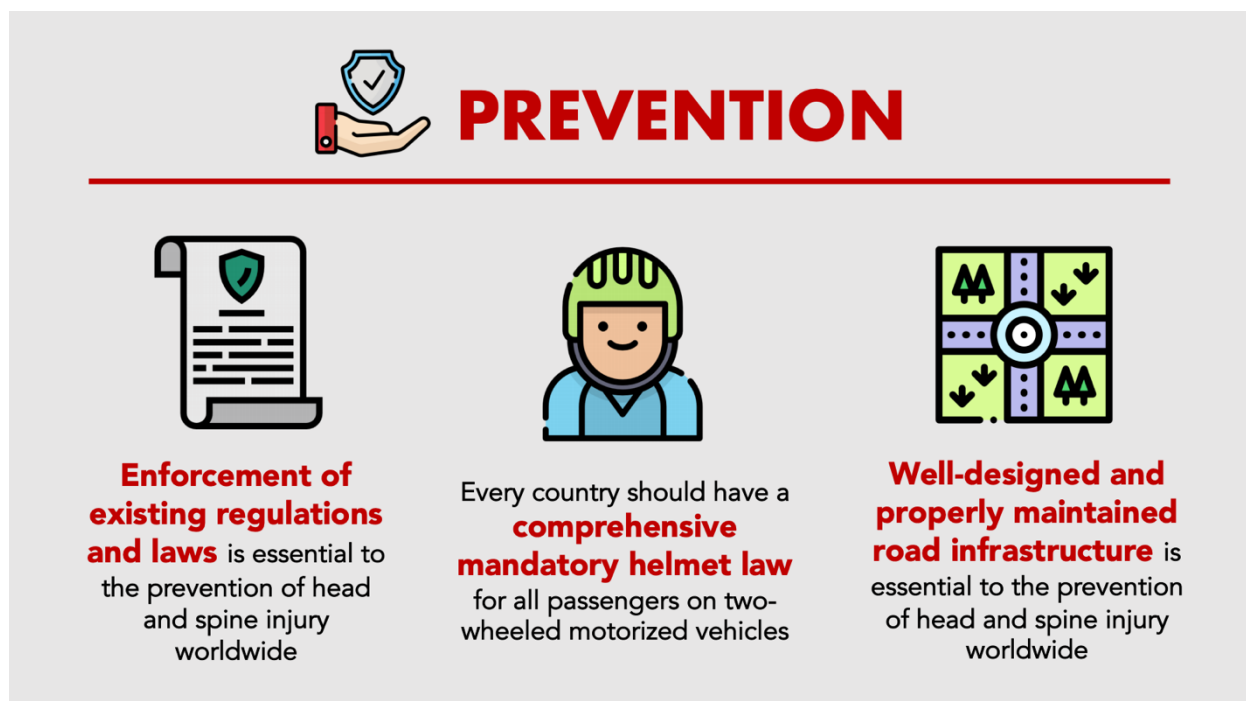 PREVENTION
Enforcement of
existing regulations
and laws is essential to
the prevention of head
and spine injury
worldwide
Every country should have a
comprehensive
mandatory helmet law
for all passengers on two-
wheeled motorized vehicles
Well-designed and
properly maintained
road infrastructure is
essential to the prevention
of head and spine injury
worldwide